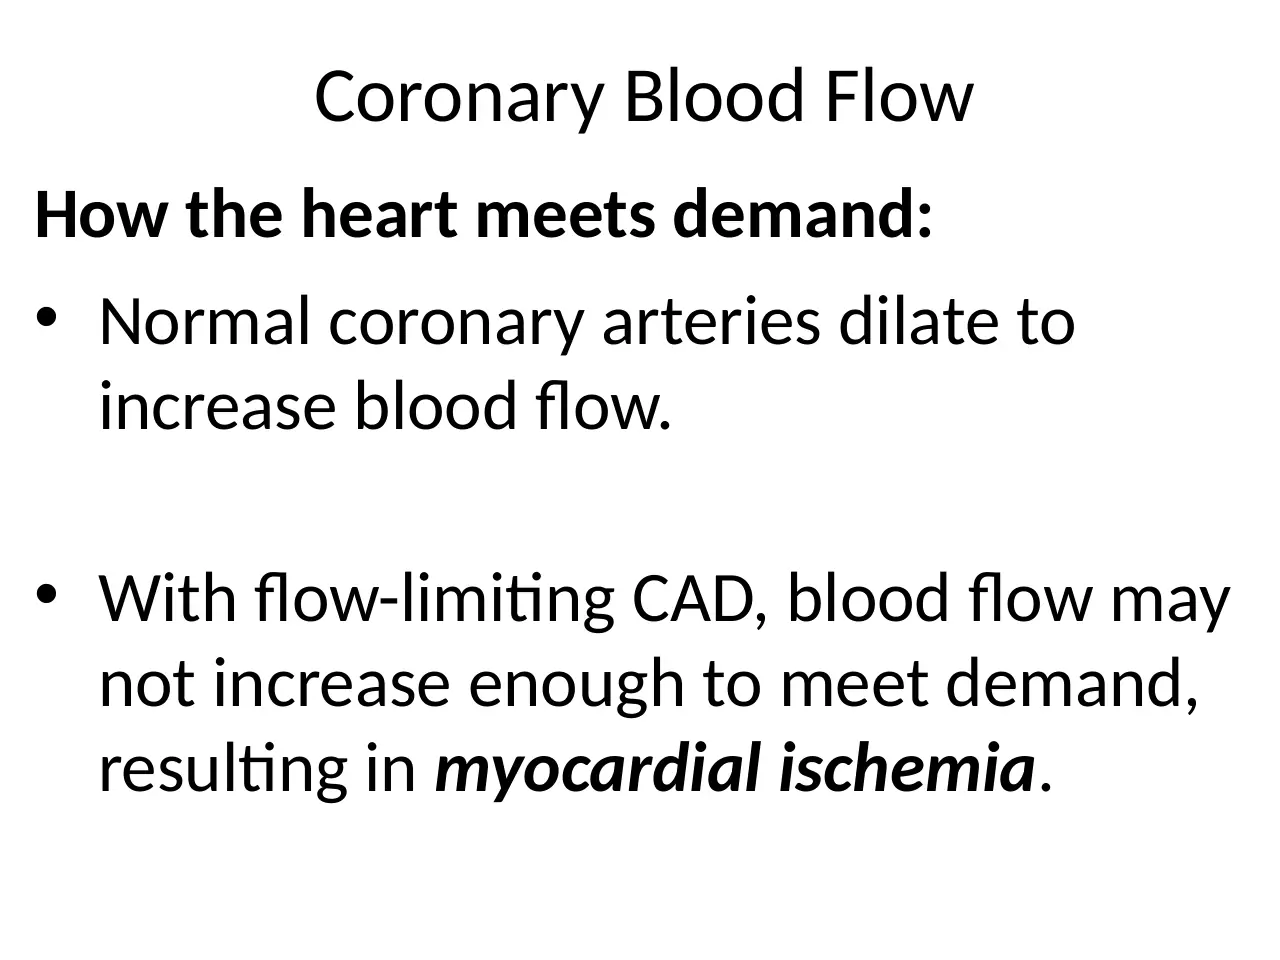 Coronary Blood Flow
How the heart meets demand:
• Normal coronary arteries dilate to
increase blood flow.
• With flow-limiting CAD, blood flow may
not increase enough to meet demand,
resulting in myocardial ischemia.